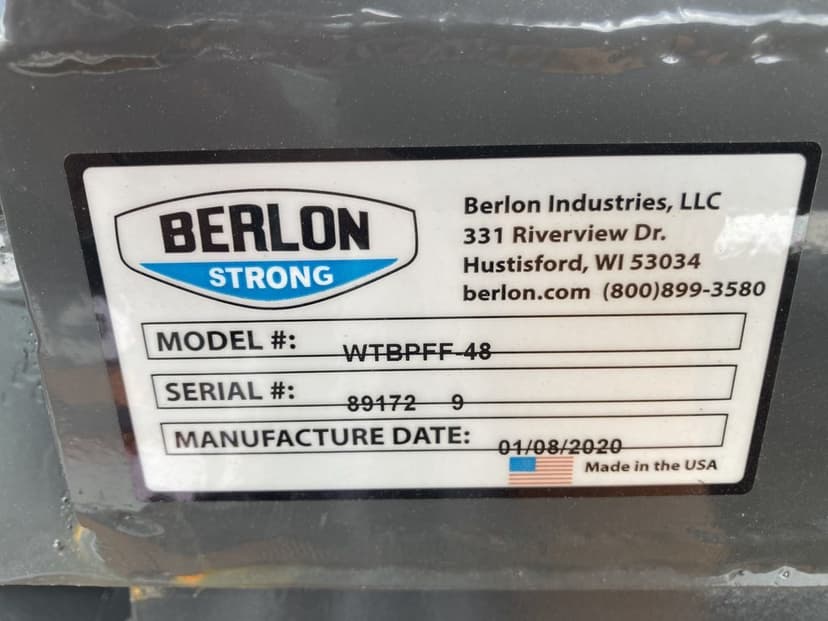 BERLON
STRONG
Berlon Industries, LLC
331 Riverview Dr.
Hustisford, WI 53034
berlon.com (800)899-3580
MODEL #: WTBPFF-48
SERIAL #: 89172 9
MANUFACTURE DATE: 01/08/2020
Made in the USA